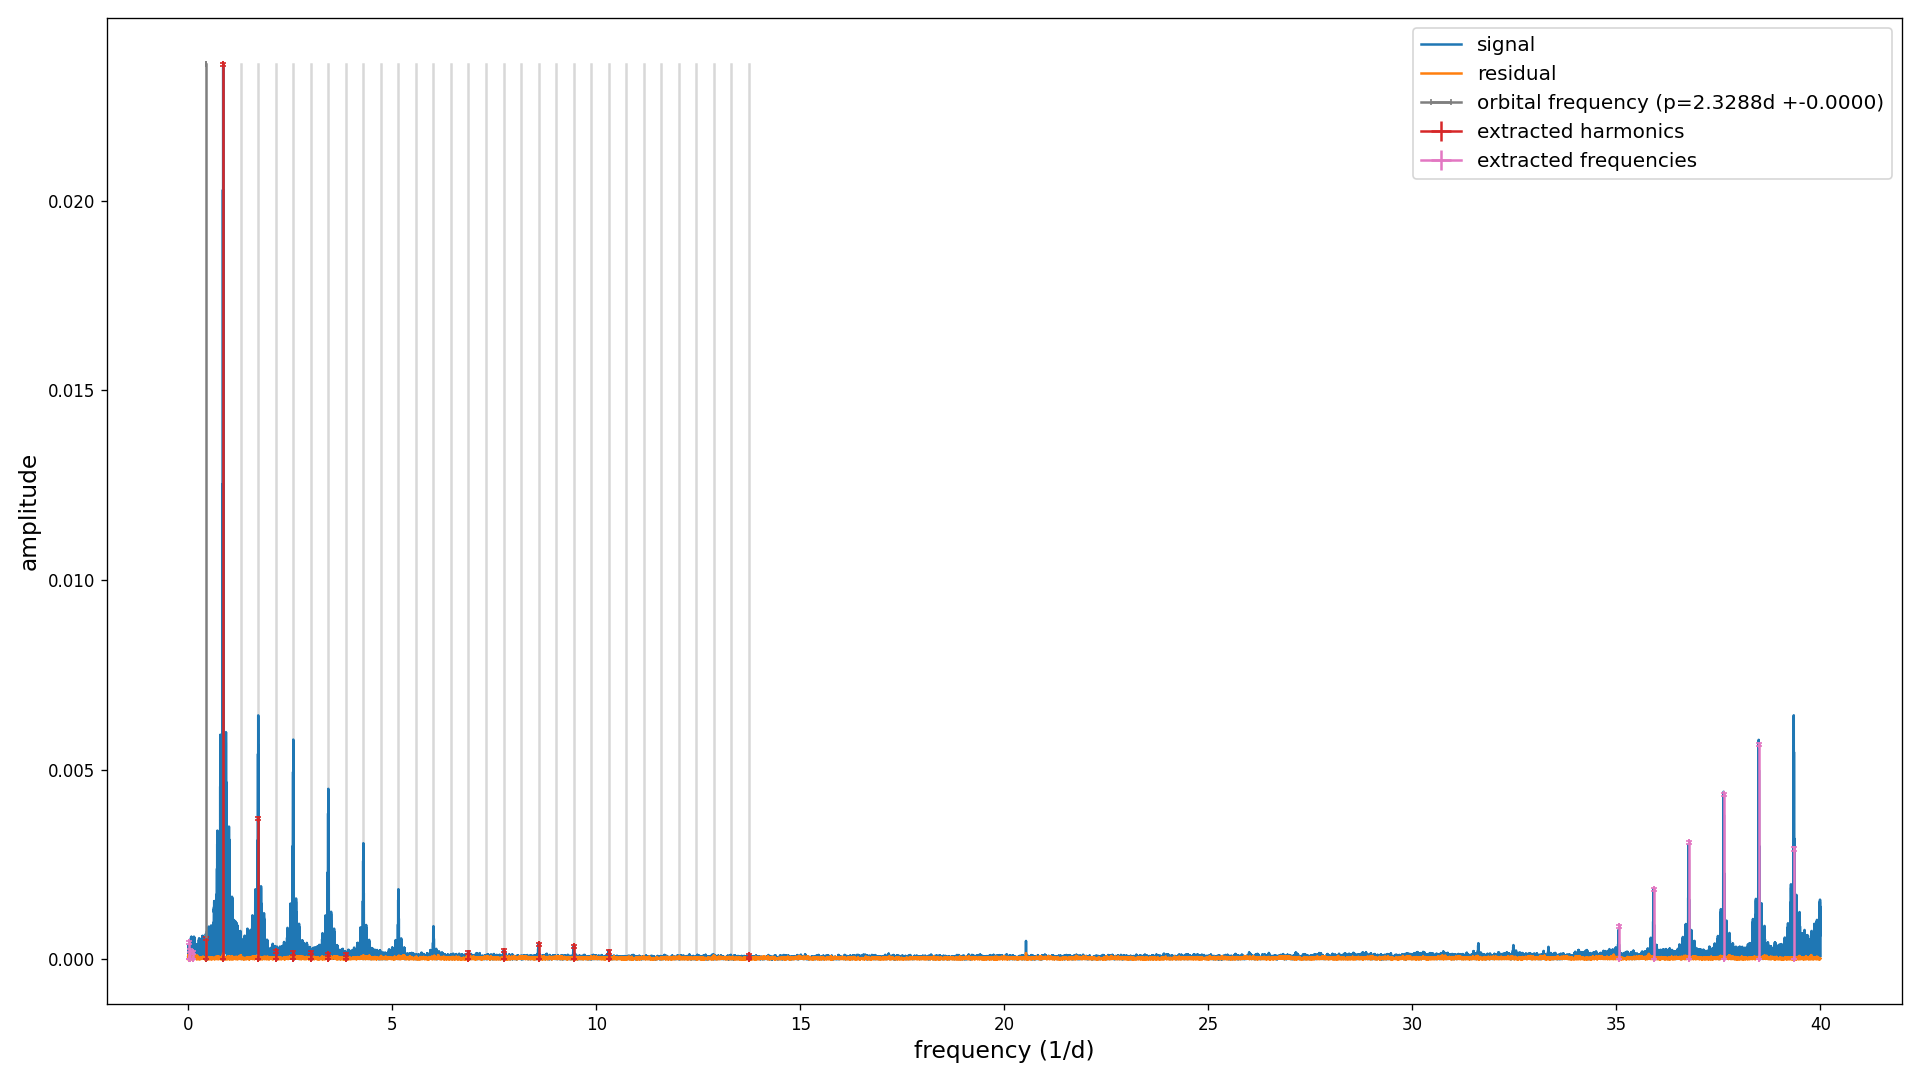 signal
residual
orbital frequency (p=2.3288d +-0.0000)
extracted harmonics
extracted frequencies
0.020
0.015
0.010
0.005
0.000
amplitude
0 5 10 15 20 25 30 35 40
frequency (1/d)